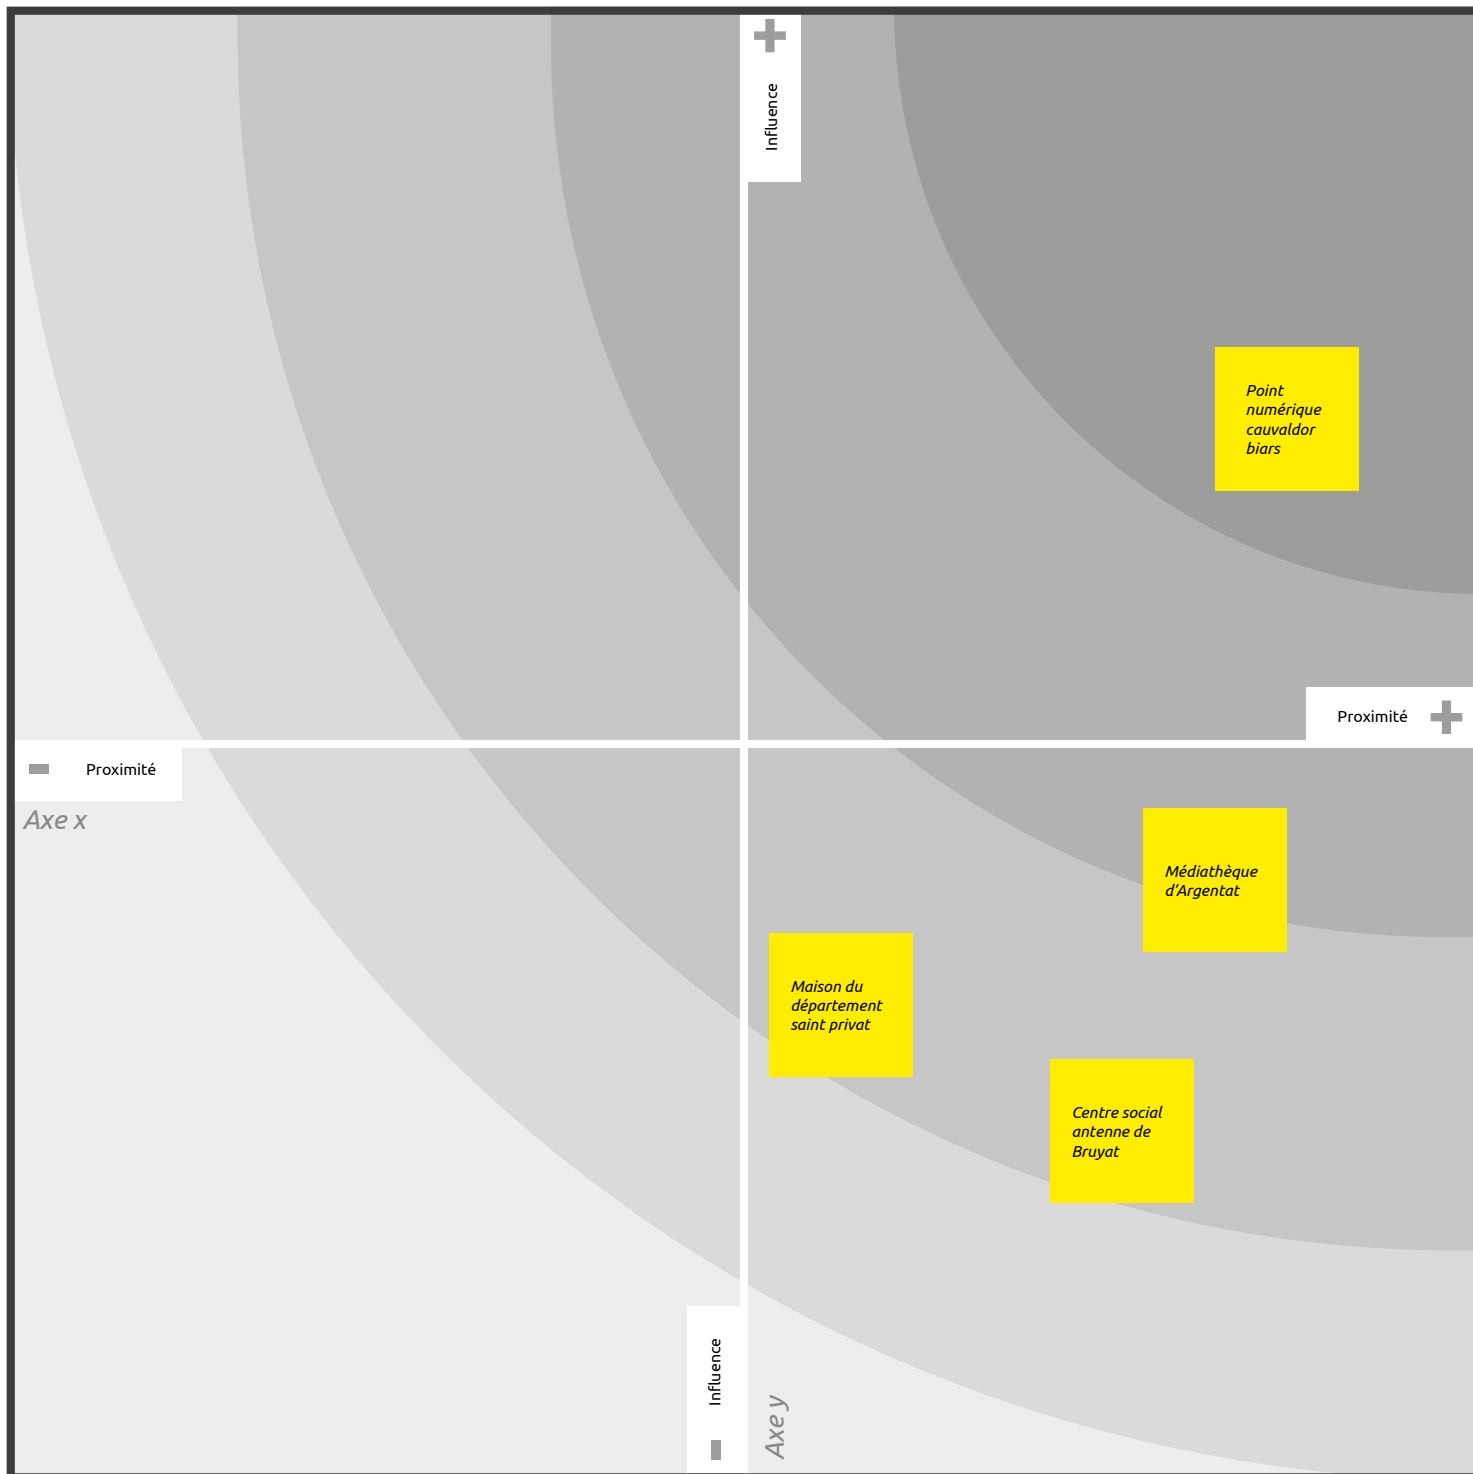 Influence
Point
numérique
cauvaldor
biars
Proximité
Proximité
Axe x
Médiathèque
d'Argentat
Maison du
département
saint privat
Centre social
antenne de
Bruyat
Influence
Axe y